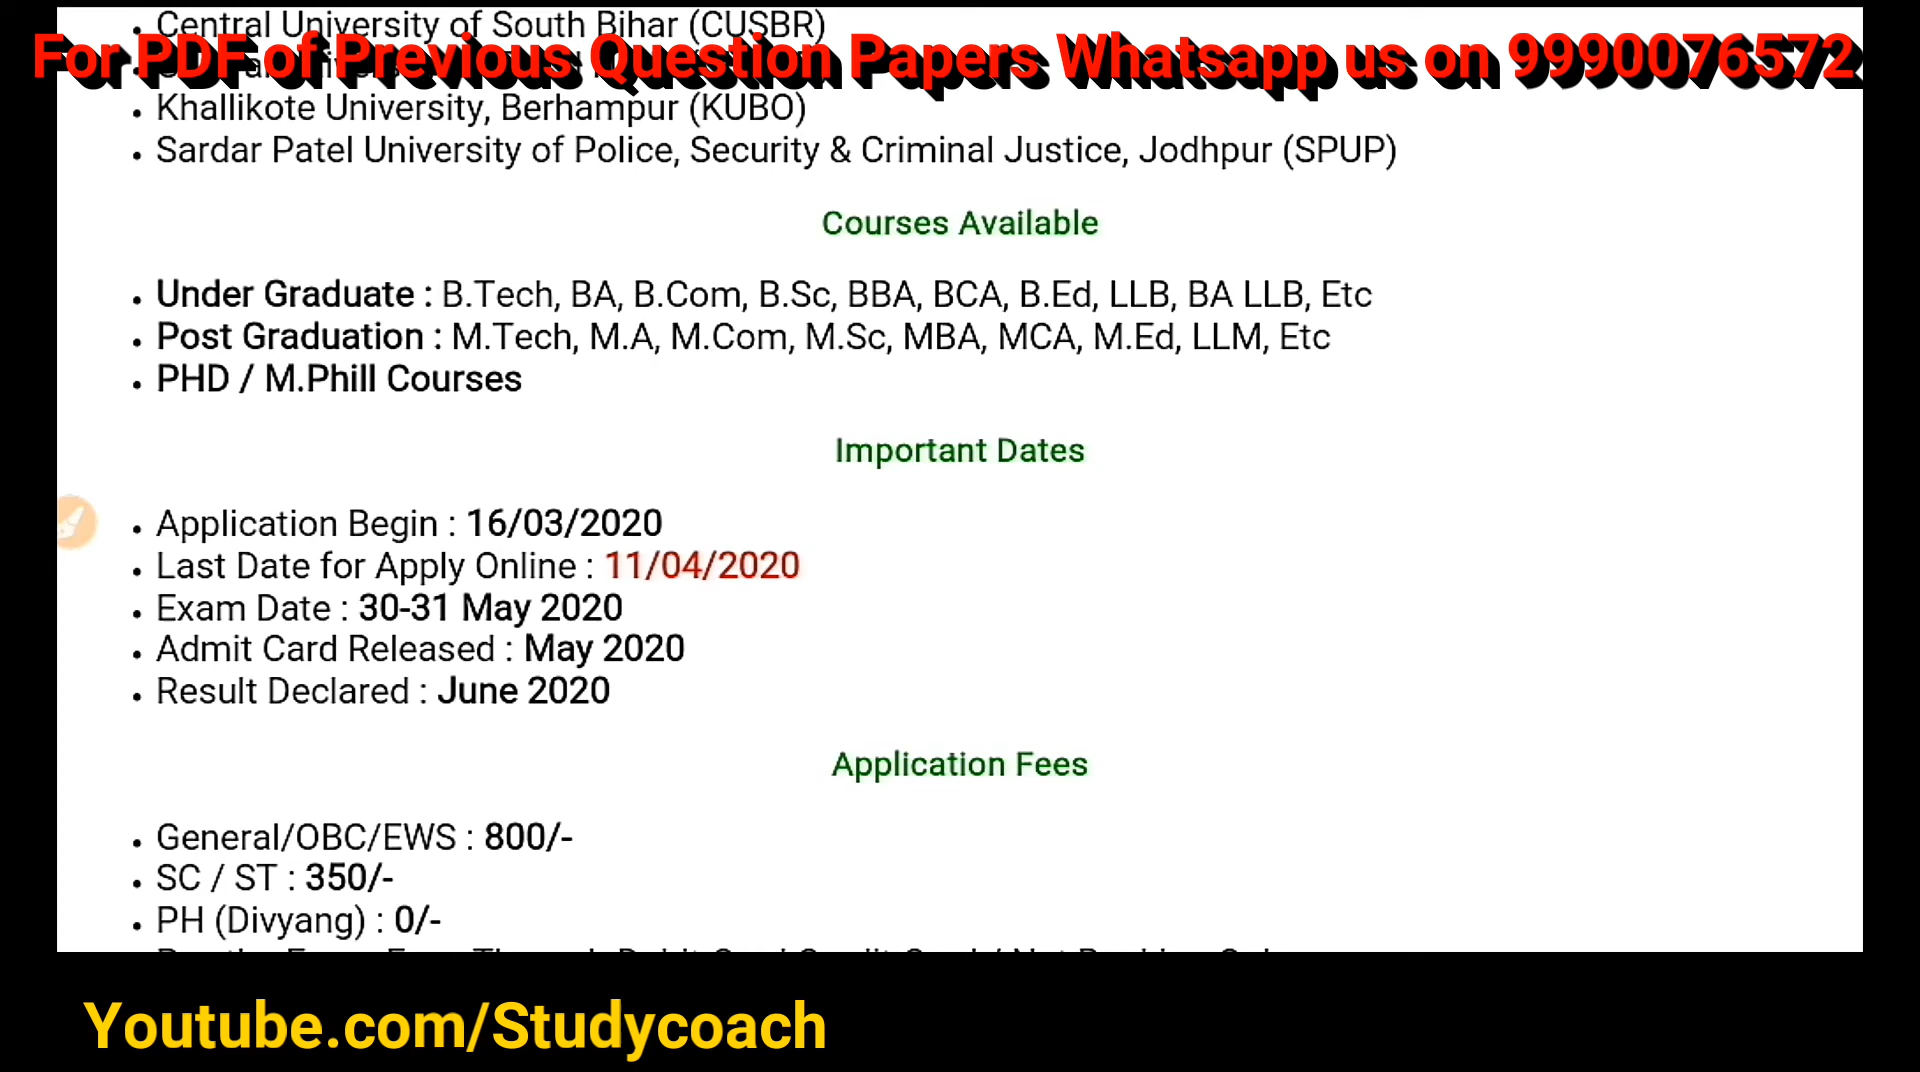 Central University of South Bihar (CUSBR)
For PDF of Previous Question Papers Whatsapp us on 9990076572
Khallikote University, Berhampur (KUBO)
Sardar Patel University of Police, Security & Criminal Justice, Jodhpur (SPUP)
Courses Available
Under Graduate : B.Tech, BA, B.Com, B.Sc, BBA, BCA, B.Ed, LLB, BA LLB, Etc
Post Graduation : M.Tech, M.A, M.Com, M.Sc, MBA, MCA, M.Ed, LLM, Etc
PHD / M.Phill Courses
Important Dates
Application Begin : 16/03/2020
Last Date for Apply Online : 11/04/2020
Exam Date : 30-31 May 2020
Admit Card Released : May 2020
Result Declared : June 2020
Application Fees
General/OBC/EWS : 800/-
SC / ST : 350/-
PH (Divyang) : 0/-
Youtube.com/Studycoach